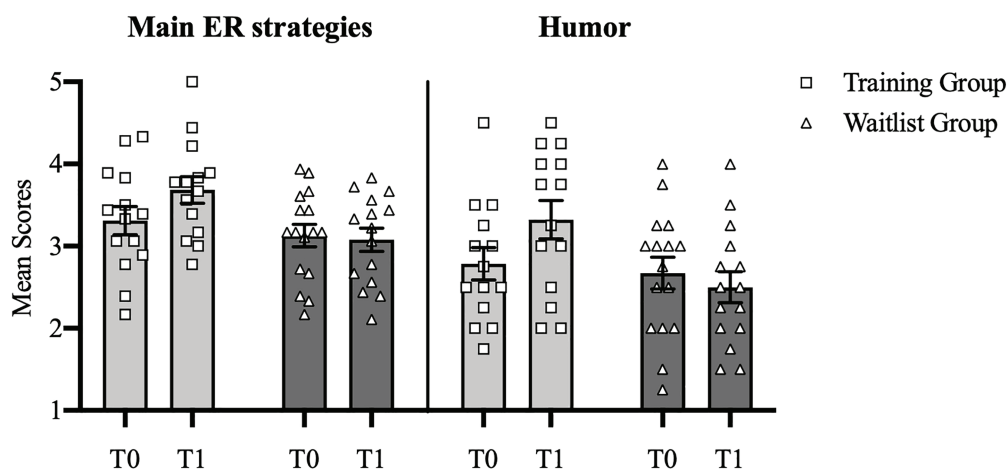 Main ER strategies
Humor
Training Group
Waitlist Group
Mean Scores
5
4
3
2
1
T0
T1
T0
T1
T0
T1
T0
T1